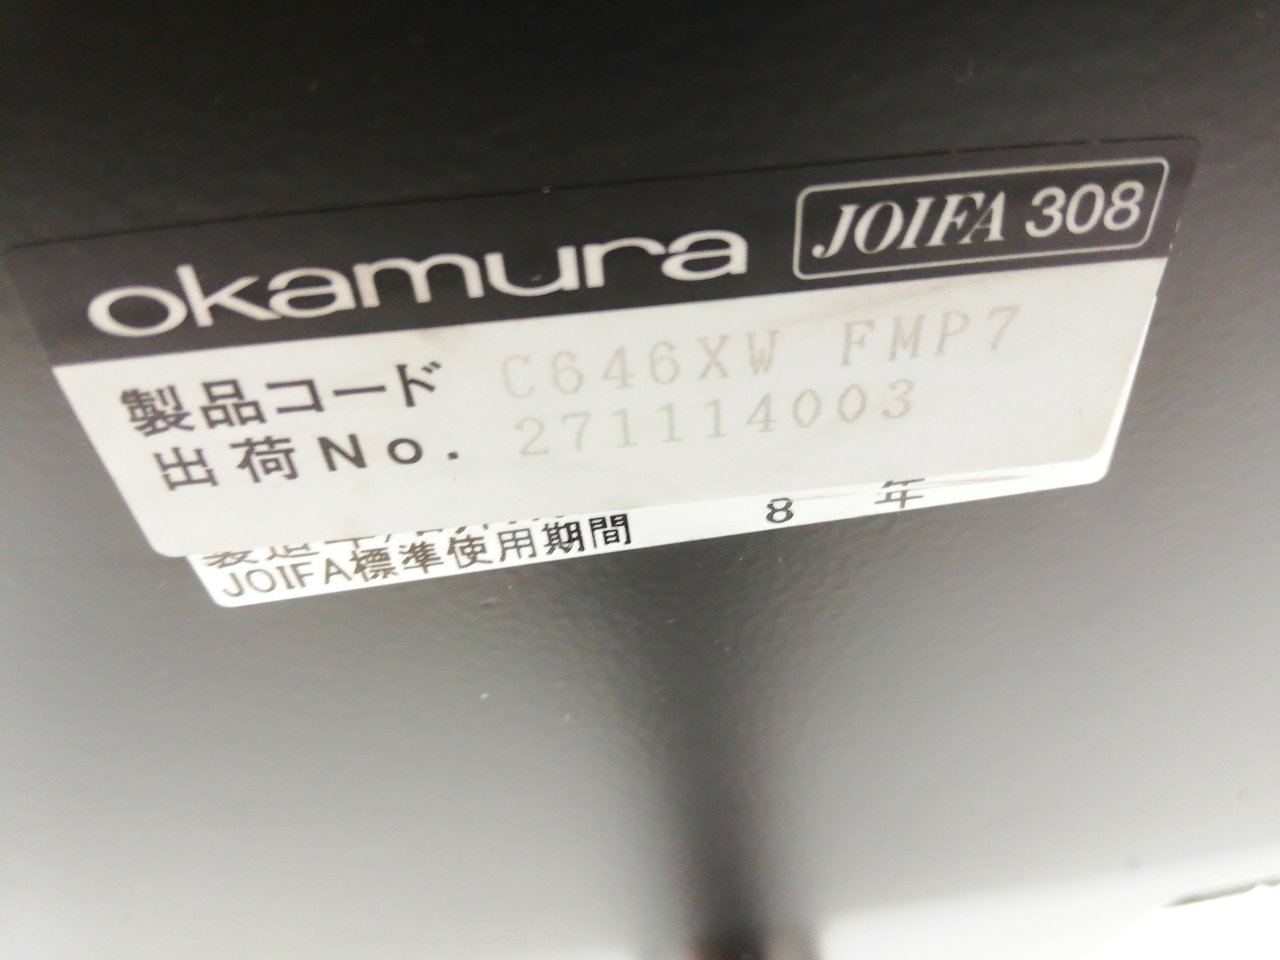 okamura JOIFA 308
製品コード C646XW FMP7
出荷No. 271114003
JOIFA標準使用期間 8 年